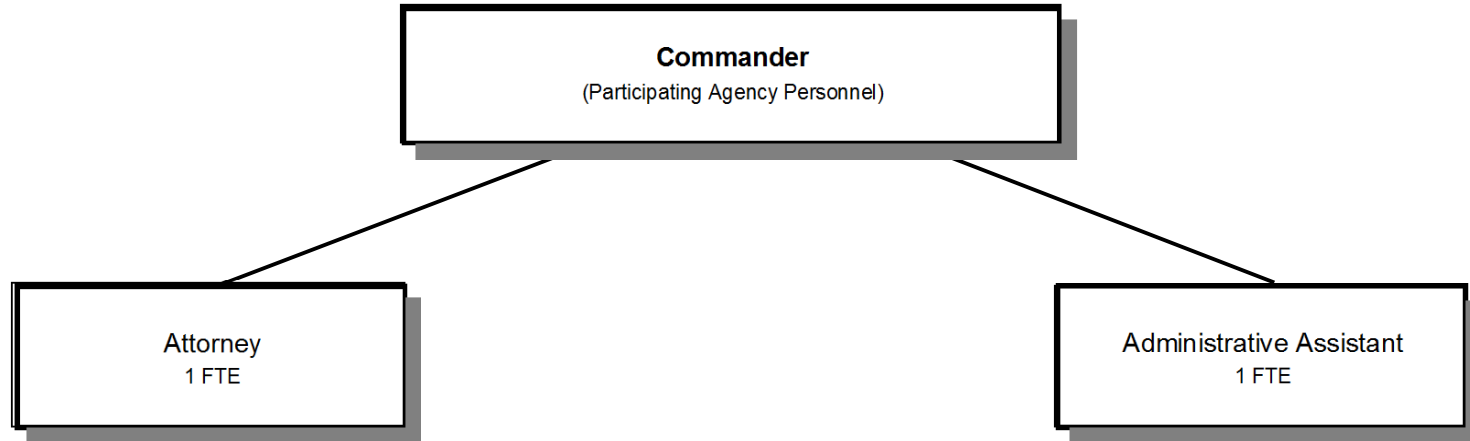 Commander
(Participating Agency Personnel)
Attorney
1 FTE
Administrative Assistant
1 FTE